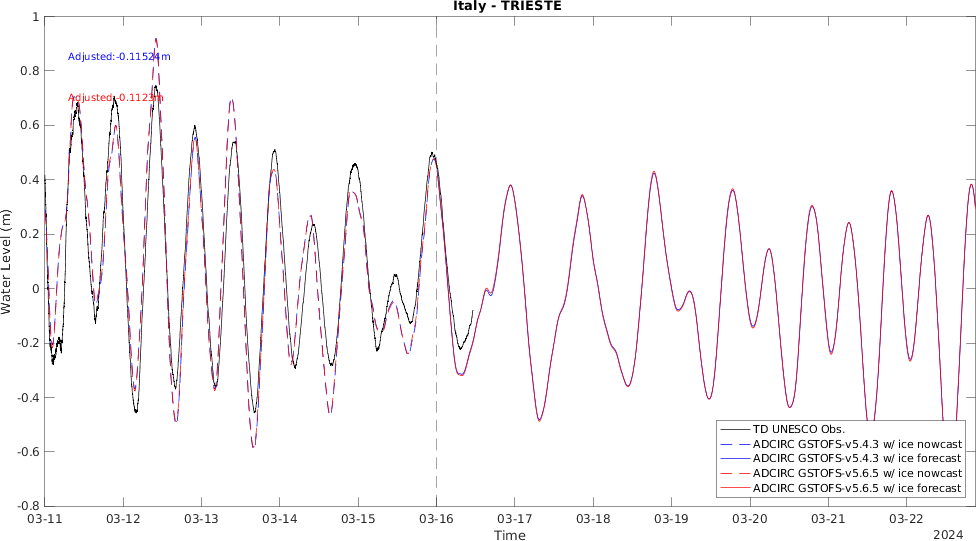 Italy - TRIESTE
1
0.8
0.6
0.4
0.2
0
-0.2
-0.4
-0.6
-0.8
Water Level (m)
Adjusted:-0.11524m
Adjusted:-0.1123m
TD UNESCO Obs.
ADCIRC GSTOFS-v5.4.3 w/ ice nowcast
ADCIRC GSTOFS-v5.4.3 w/ ice forecast
ADCIRC GSTOFS-v5.6.5 w/ ice nowcast
ADCIRC GSTOFS-v5.6.5 w/ ice forecast
03-11 03-12 03-13 03-14 03-15 03-16 03-17 03-18 03-19 03-20 03-21 03-22
Time
2024